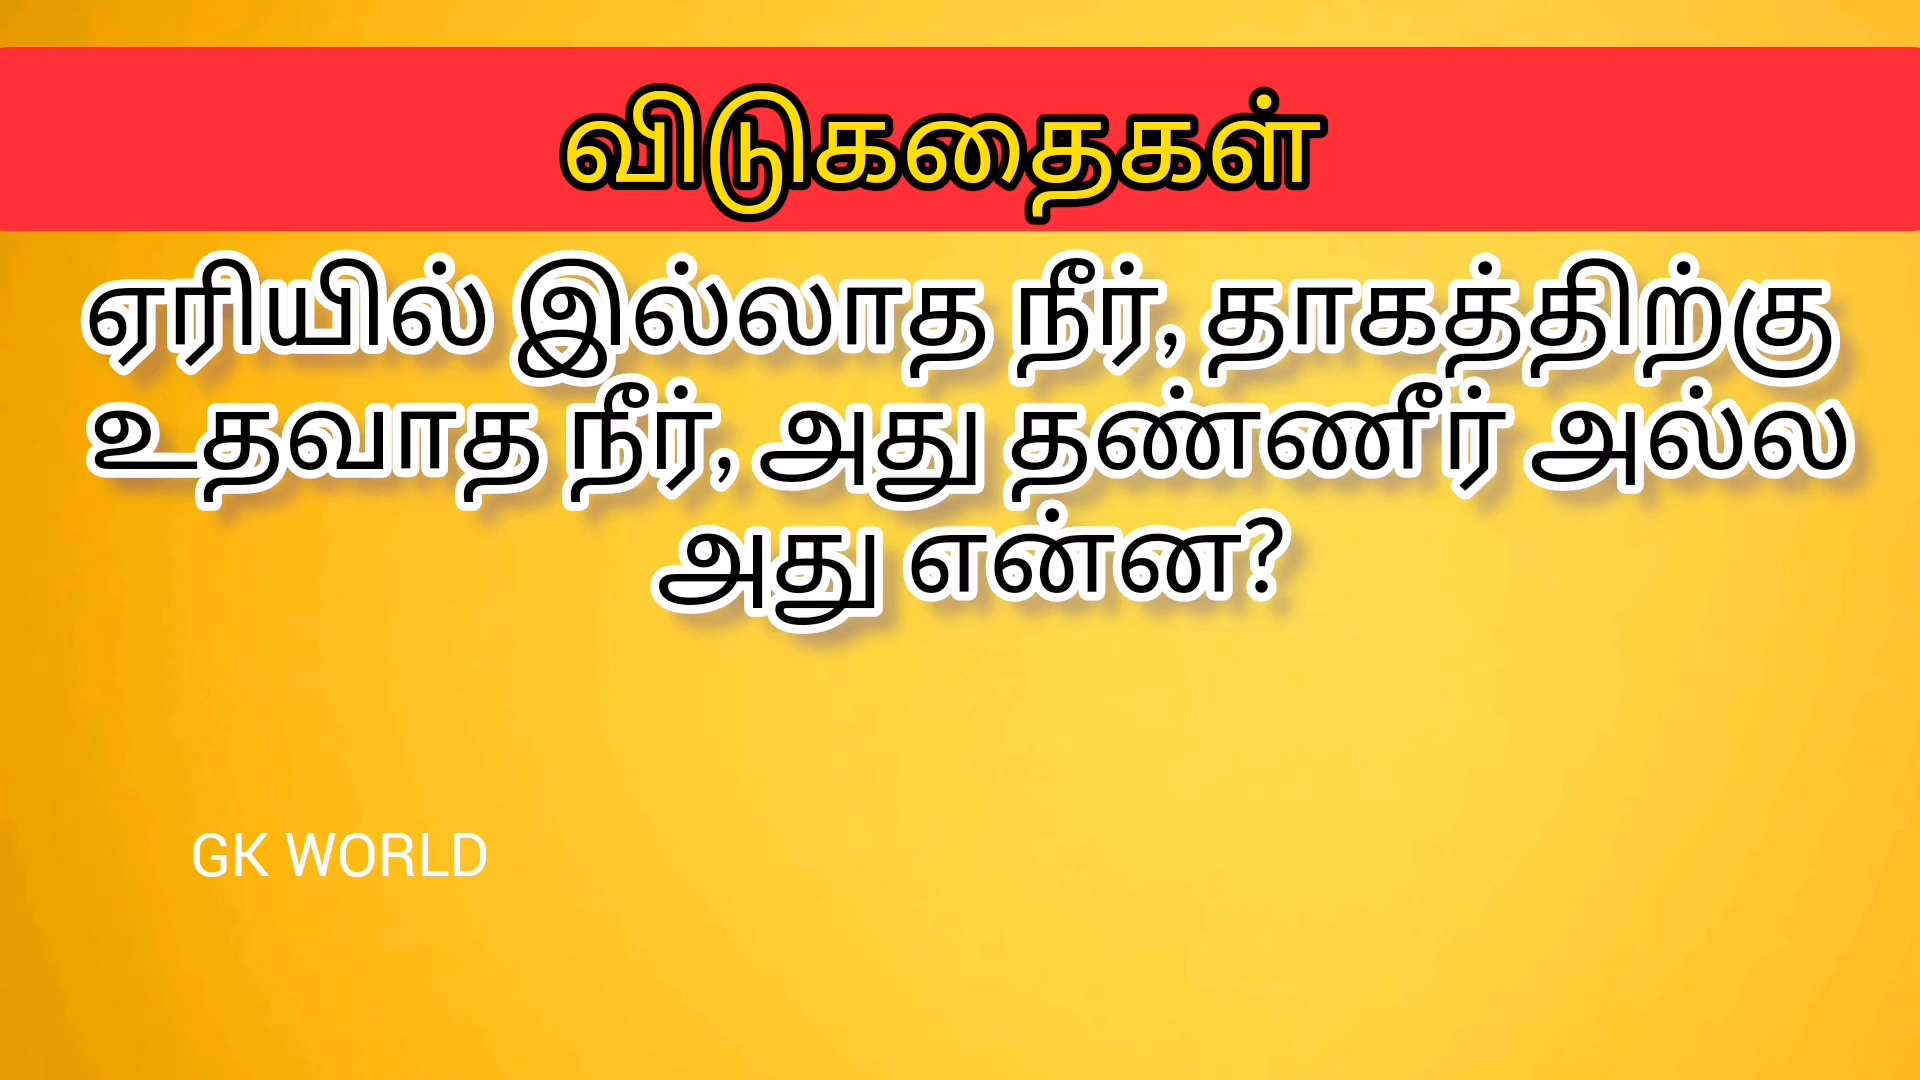 விடுகதைகள்
ஏரியில் இல்லாத நீர், தாகத்திற்கு
உதவாத நீர், அது தண்ணீர் அல்ல
அது என்ன?
GK WORLD